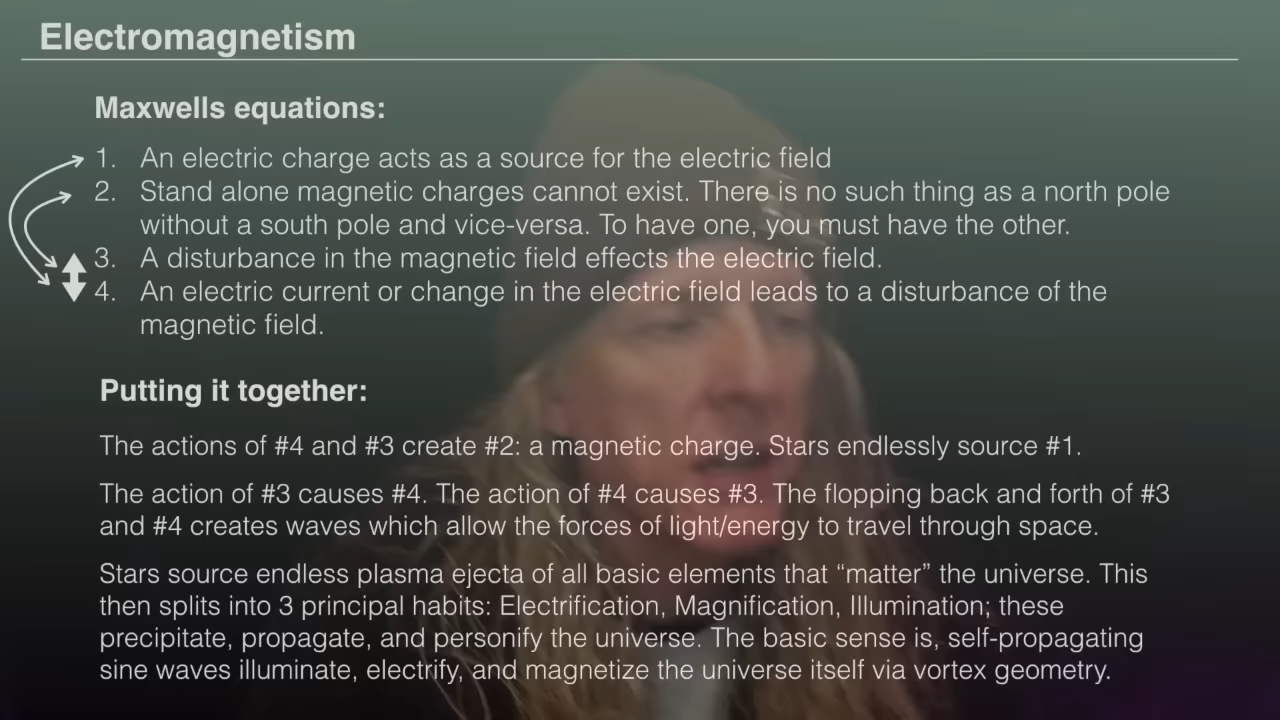 Electromagnetism
Maxwells equations:
1. An electric charge acts as a source for the electric field
2. Stand alone magnetic charges cannot exist. There is no such thing as a north pole
without a south pole and vice-versa. To have one, you must have the other.
3. A disturbance in the magnetic field effects the electric field.
4. An electric current or change in the electric field leads to a disturbance of the
magnetic field.
Putting it together:
The actions of #4 and #3 create #2: a magnetic charge. Stars endlessly source #1.
The action of #3 causes #4. The action of #4 causes #3. The flopping back and forth of #3
and #4 creates waves which allow the forces of light/energy to travel through space.
Stars source endless plasma ejecta of all basic elements that “matter” the universe. This
then splits into 3 principal habits: Electrification, Magnification, Illumination; these
precipitate, propagate, and personify the universe. The basic sense is, self-propagating
sine waves illuminate, electrify, and magnetize the universe itself via vortex geometry.